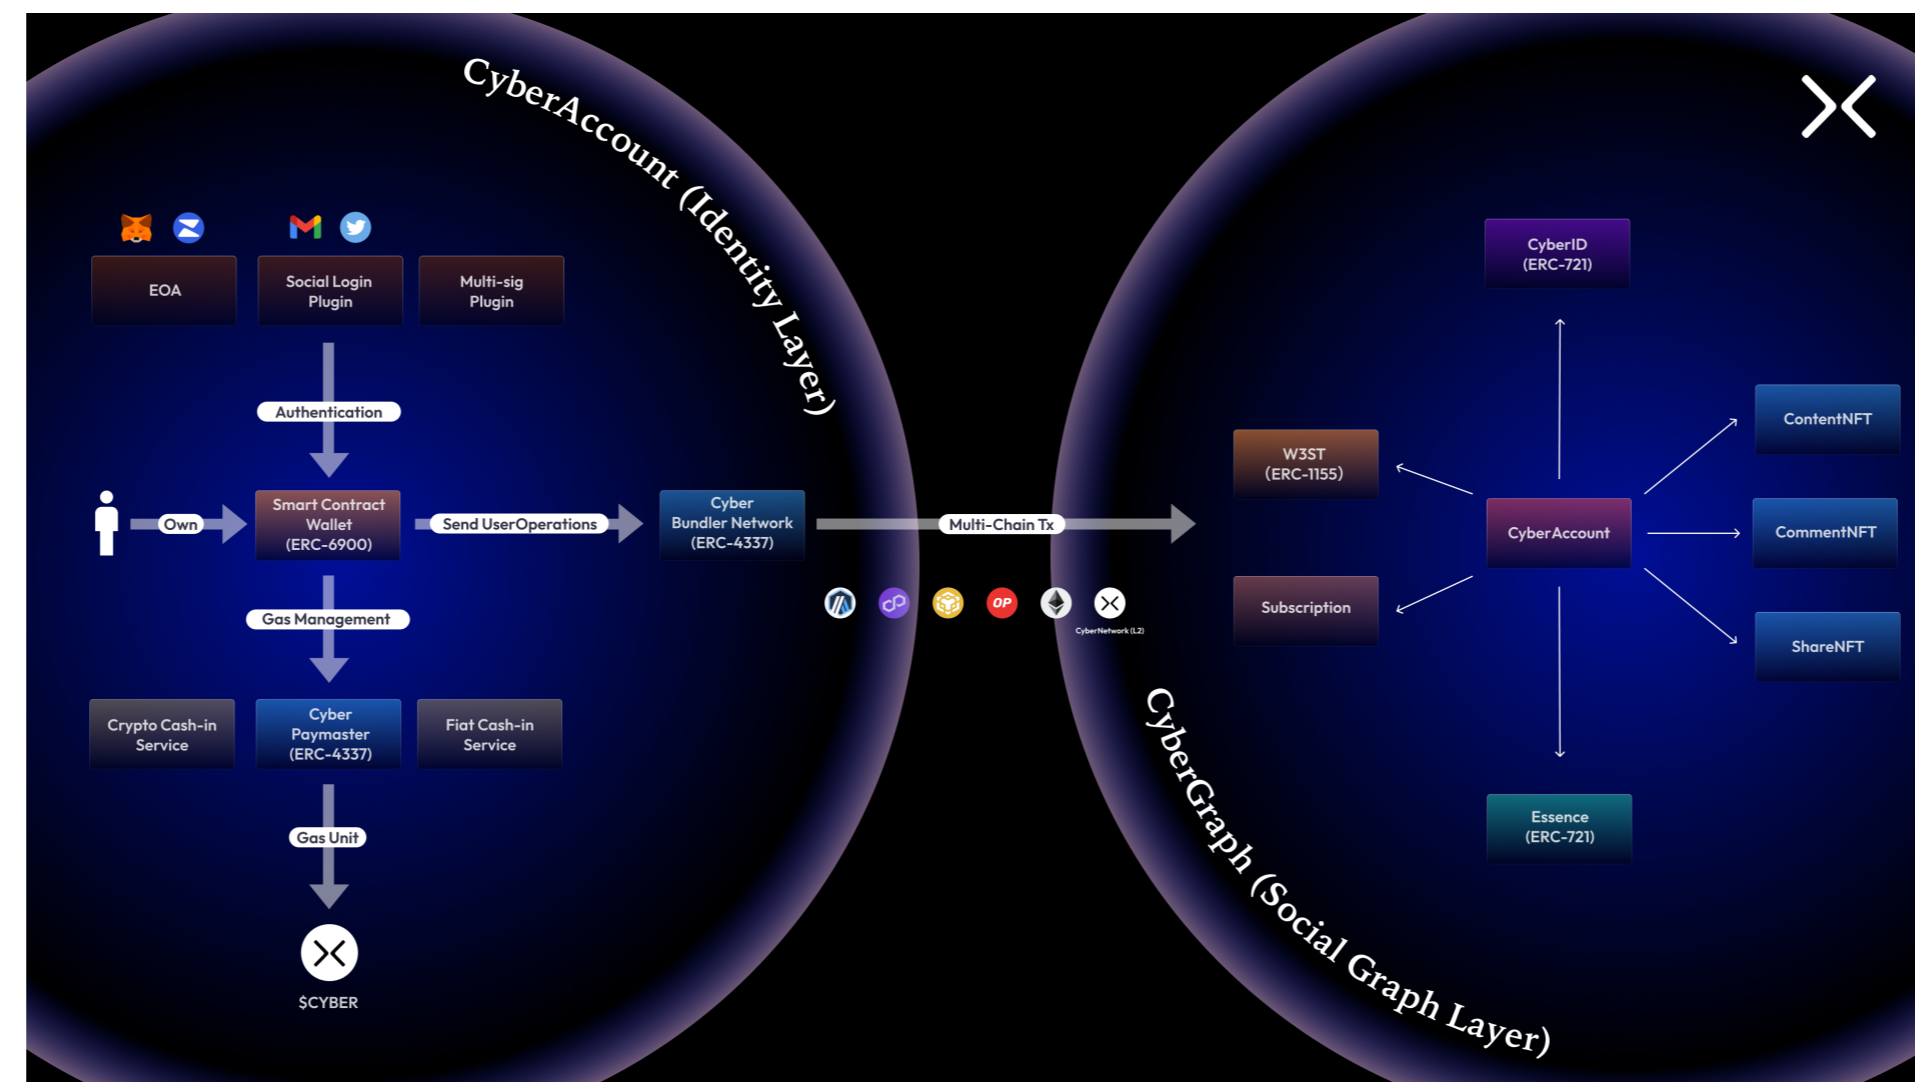 CyberAccount (Identity Layer)
EOA
Social Login
Plugin
Multi-sig
Plugin
Authentication
Own
Smart Contract
Wallet
(ERC-6900)
Send UserOperations
Cyber
Bundler Network
(ERC-4337)
Multi-Chain Tx
OP
CyberNetwork (L2)
Gas Management
Crypto Cash-in
Service
Cyber
Paymaster
(ERC-4337)
Fiat Cash-in
Service
Gas Unit
$CYBER
CyberGraph (Social Graph Layer)
CyberID
(ERC-721)
W3ST
(ERC-1155)
Subscription
CyberAccount
ContentNFT
CommentNFT
ShareNFT
Essence
(ERC-721)